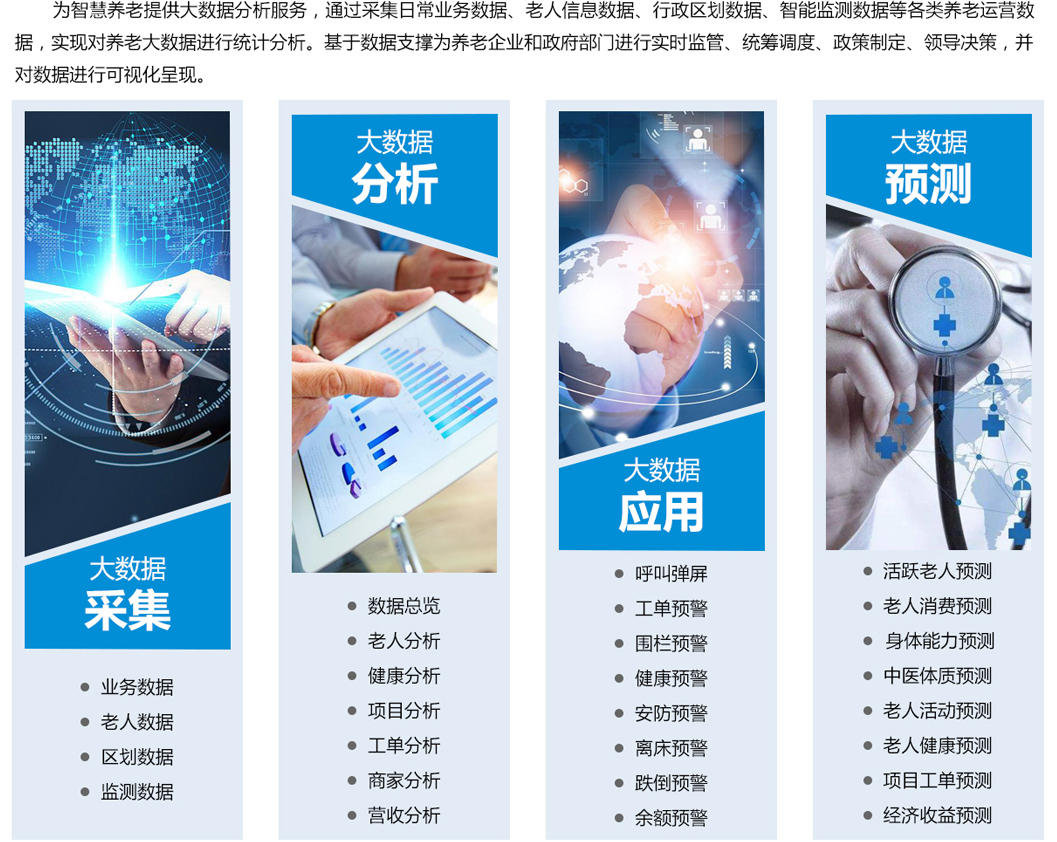 为智慧养老提供大数据分析服务，通过采集日常业务数据、老人信息数据、行政区划数据、智能监测数据等各类养老运营数
据，实现对养老大数据进行统计分析。基于数据支撑为养老企业和政府部门进行实时监管、统筹调度、政策制定、领导决策，并
对数据进行可视化呈现。
大数据
采集
业务数据
老人数据
区划数据
监测数据
大数据
分析
数据总览
老人分析
健康分析
项目分析
工单分析
商家分析
营收分析
大数据
应用
呼叫弹屏
工单预警
围栏预警
健康预警
安防预警
离床预警
跌倒预警
余额预警
大数据
预测
活跃老人预测
老人消费预测
身体能力预测
中医体质预测
老人活动预测
老人健康预测
项目工单预测
经济收益预测